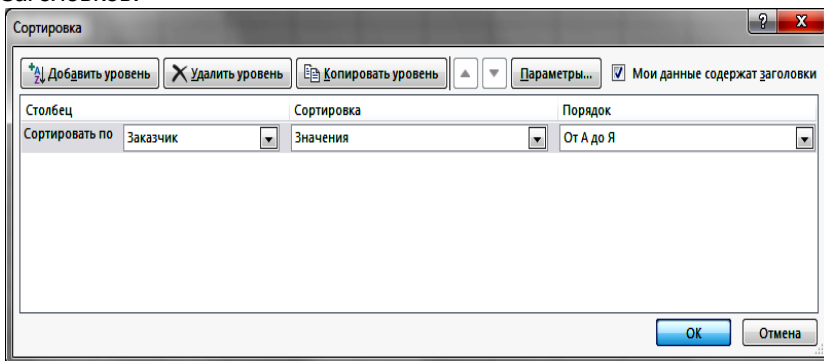 Сортировка
Добавить уровень Удалить уровень Копировать уровень Параметры... Мои данные содержат заголовки
Столбец Сортировка Порядок
Сортировать по Заказчик Значения От А до Я
ОК Отмена